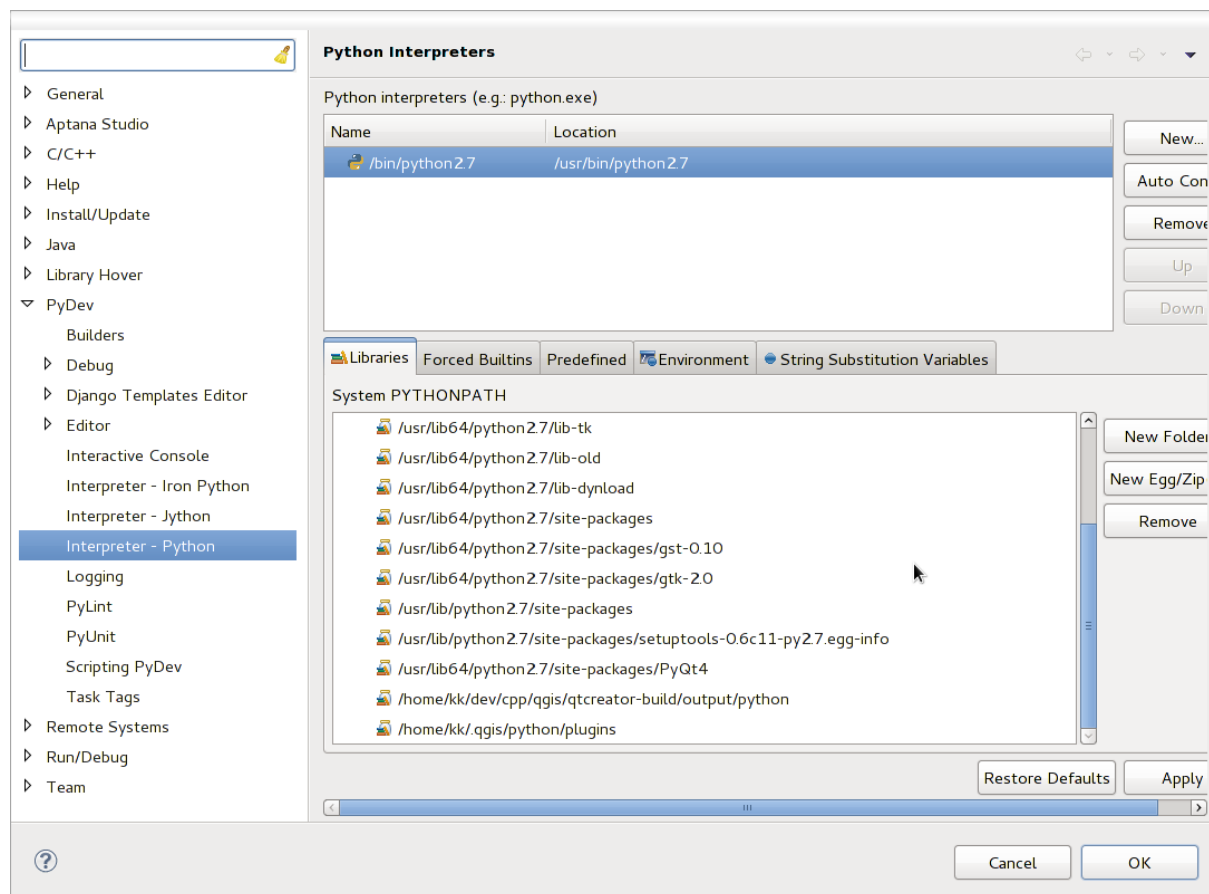 Python Interpreters
General
Aptana Studio
C/C++
Help
Install/Update
Java
Library Hover
PyDev
Builders
Debug
Django Templates Editor
Editor
Interactive Console
Interpreter - Iron Python
Interpreter - Jython
Interpreter - Python
Logging
PyLint
PyUnit
Scripting PyDev
Task Tags
Remote Systems
Run/Debug
Team
Python interpreters (e.g.: python.exe)
Name Location
/bin/python2.7 /usr/bin/python2.7
New...
Auto Con
Remove
Up
Down
Libraries Forced Builtins Predefined Environment String Substitution Variables
System PYTHONPATH
/usr/lib64/python2.7/lib-tk
/usr/lib64/python2.7/lib-old
/usr/lib64/python2.7/lib-dynload
/usr/lib64/python2.7/site-packages
/usr/lib64/python2.7/site-packages/gst-0.10
/usr/lib64/python2.7/site-packages/gtk-2.0
/usr/lib/python2.7/site-packages
/usr/lib/python2.7/site-packages/setuptools-0.6c11-py2.7.egg-info
/usr/lib64/python2.7/site-packages/PyQt4
/home/kk/dev/cpp/qgis/qtcreator-build/output/python
/home/kk/.qgis/python/plugins
New Folder
New Egg/Zip
Remove
Restore Defaults Apply
Cancel OK